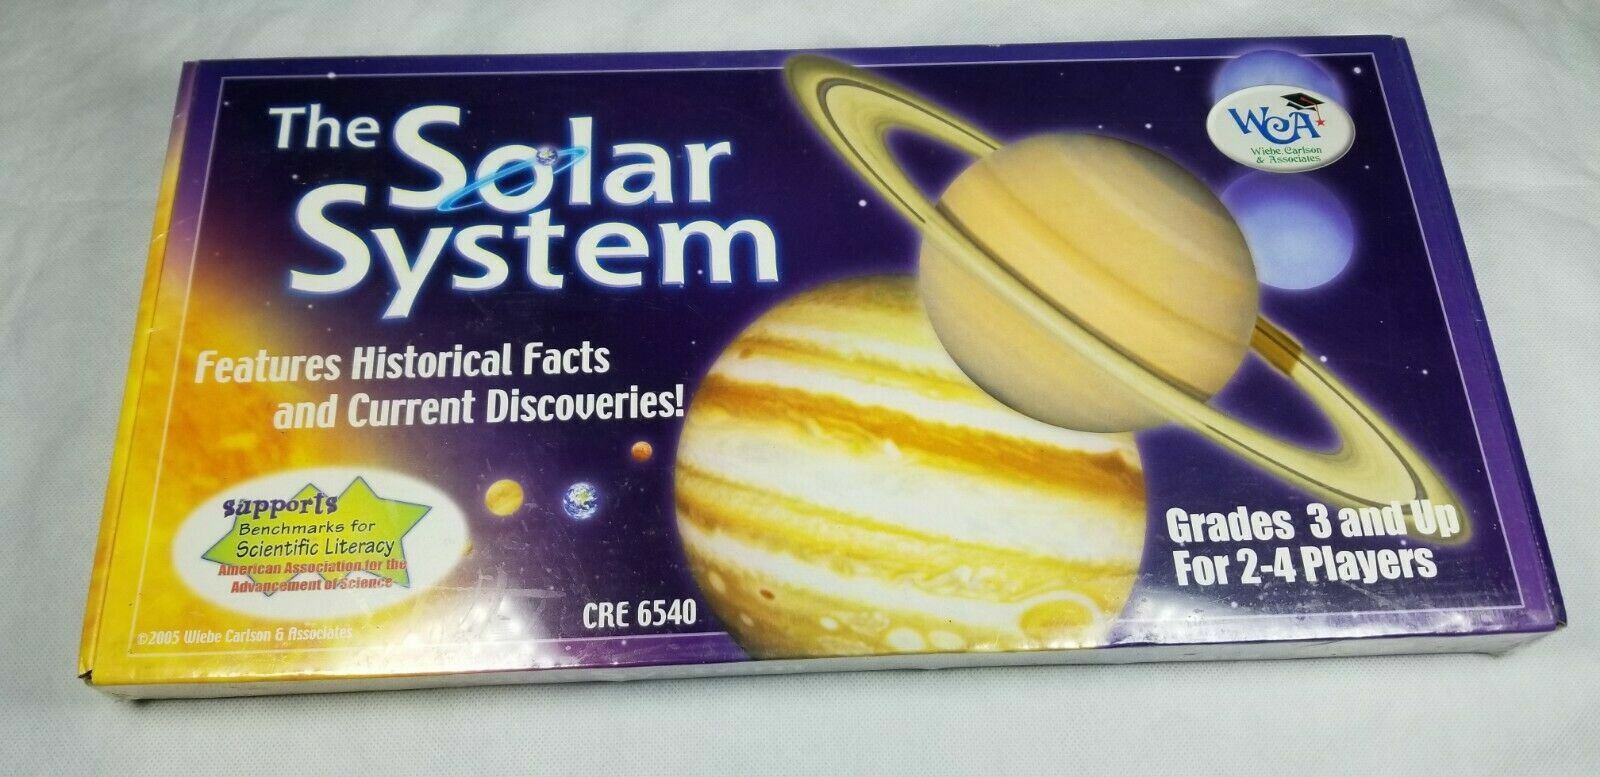 The Solar
System
Features Historical Facts
and Current Discoveries!
WCA
Wiebe, Carlson
& Associates
supports
Benchmarks for
Scientific Literacy
American Association for the
Advancement of Science
©2005 Wiebe Carlson & Associates
CRE 6540
Grades 3 and Up
For 2-4 Players